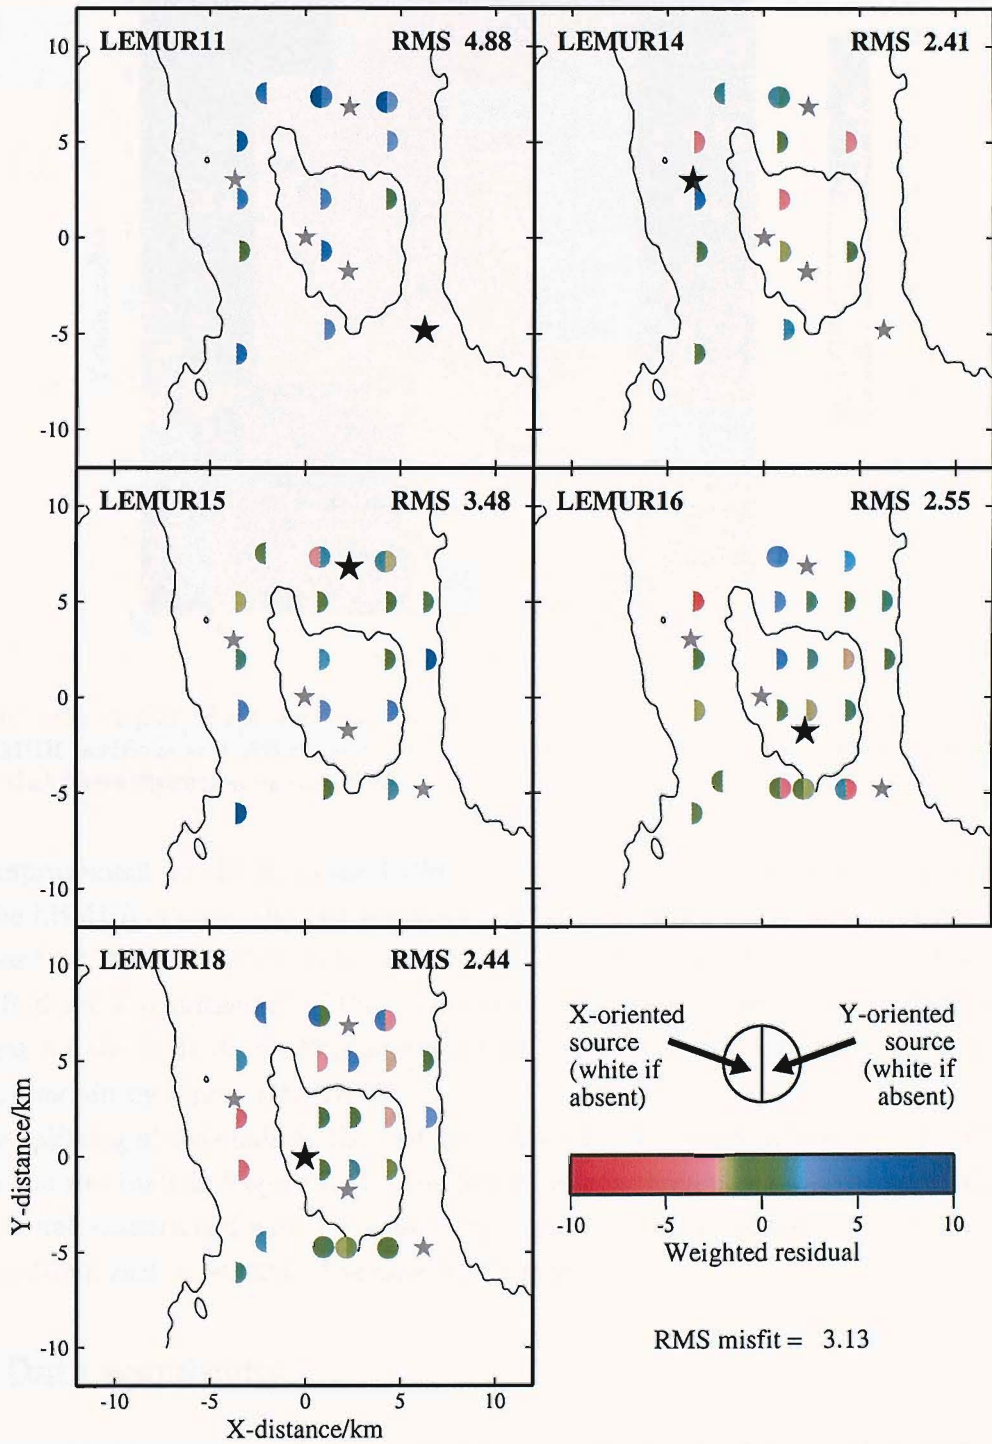 LEMUR11 RMS 4.88
LEMUR14 RMS 2.41
10
5
0
-5
-10
LEMUR15 RMS 3.48
LEMUR16 RMS 2.55
10
5
0
-5
-10
LEMUR18 RMS 2.44
10
5
0
-5
-10
-10 -5 0 5 10
X-distance/km
Y-distance/km
X-oriented
source
(white if
absent)
Y-oriented
source
(white if
absent)
-10 -5 0 5 10
Weighted residual
RMS misfit = 3.13